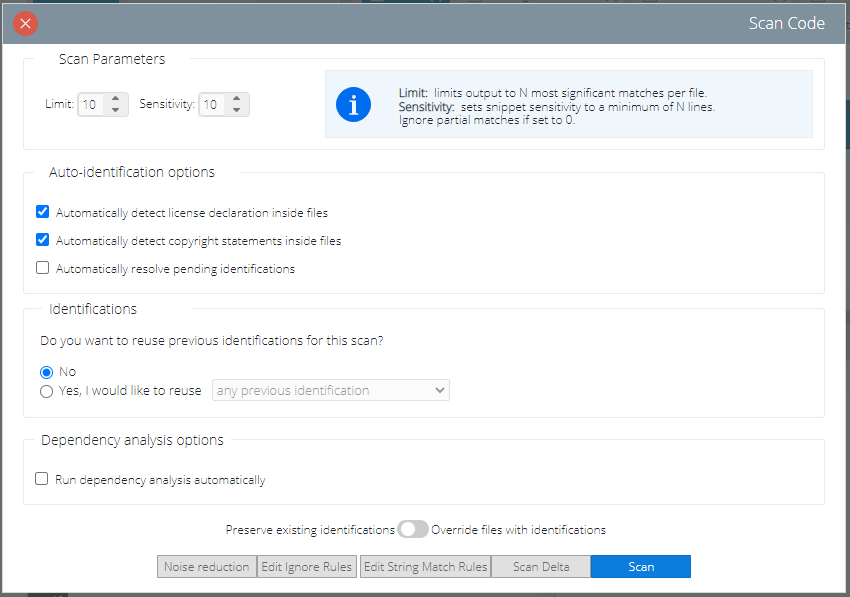 Scan Code
Scan Parameters
Limit: 10 Sensitivity: 10
Limit: limits output to N most significant matches per file.
Sensitivity: sets snippet sensitivity to a minimum of N lines.
Ignore partial matches if set to 0.
Auto-identification options
Automatically detect license declaration inside files
Automatically detect copyright statements inside files
Automatically resolve pending identifications
Identifications
Do you want to reuse previous identifications for this scan?
No
Yes, I would like to reuse any previous identification
Dependency analysis options
Run dependency analysis automatically
Preserve existing identifications Override files with identifications
Noise reduction Edit Ignore Rules Edit String Match Rules Scan Delta Scan